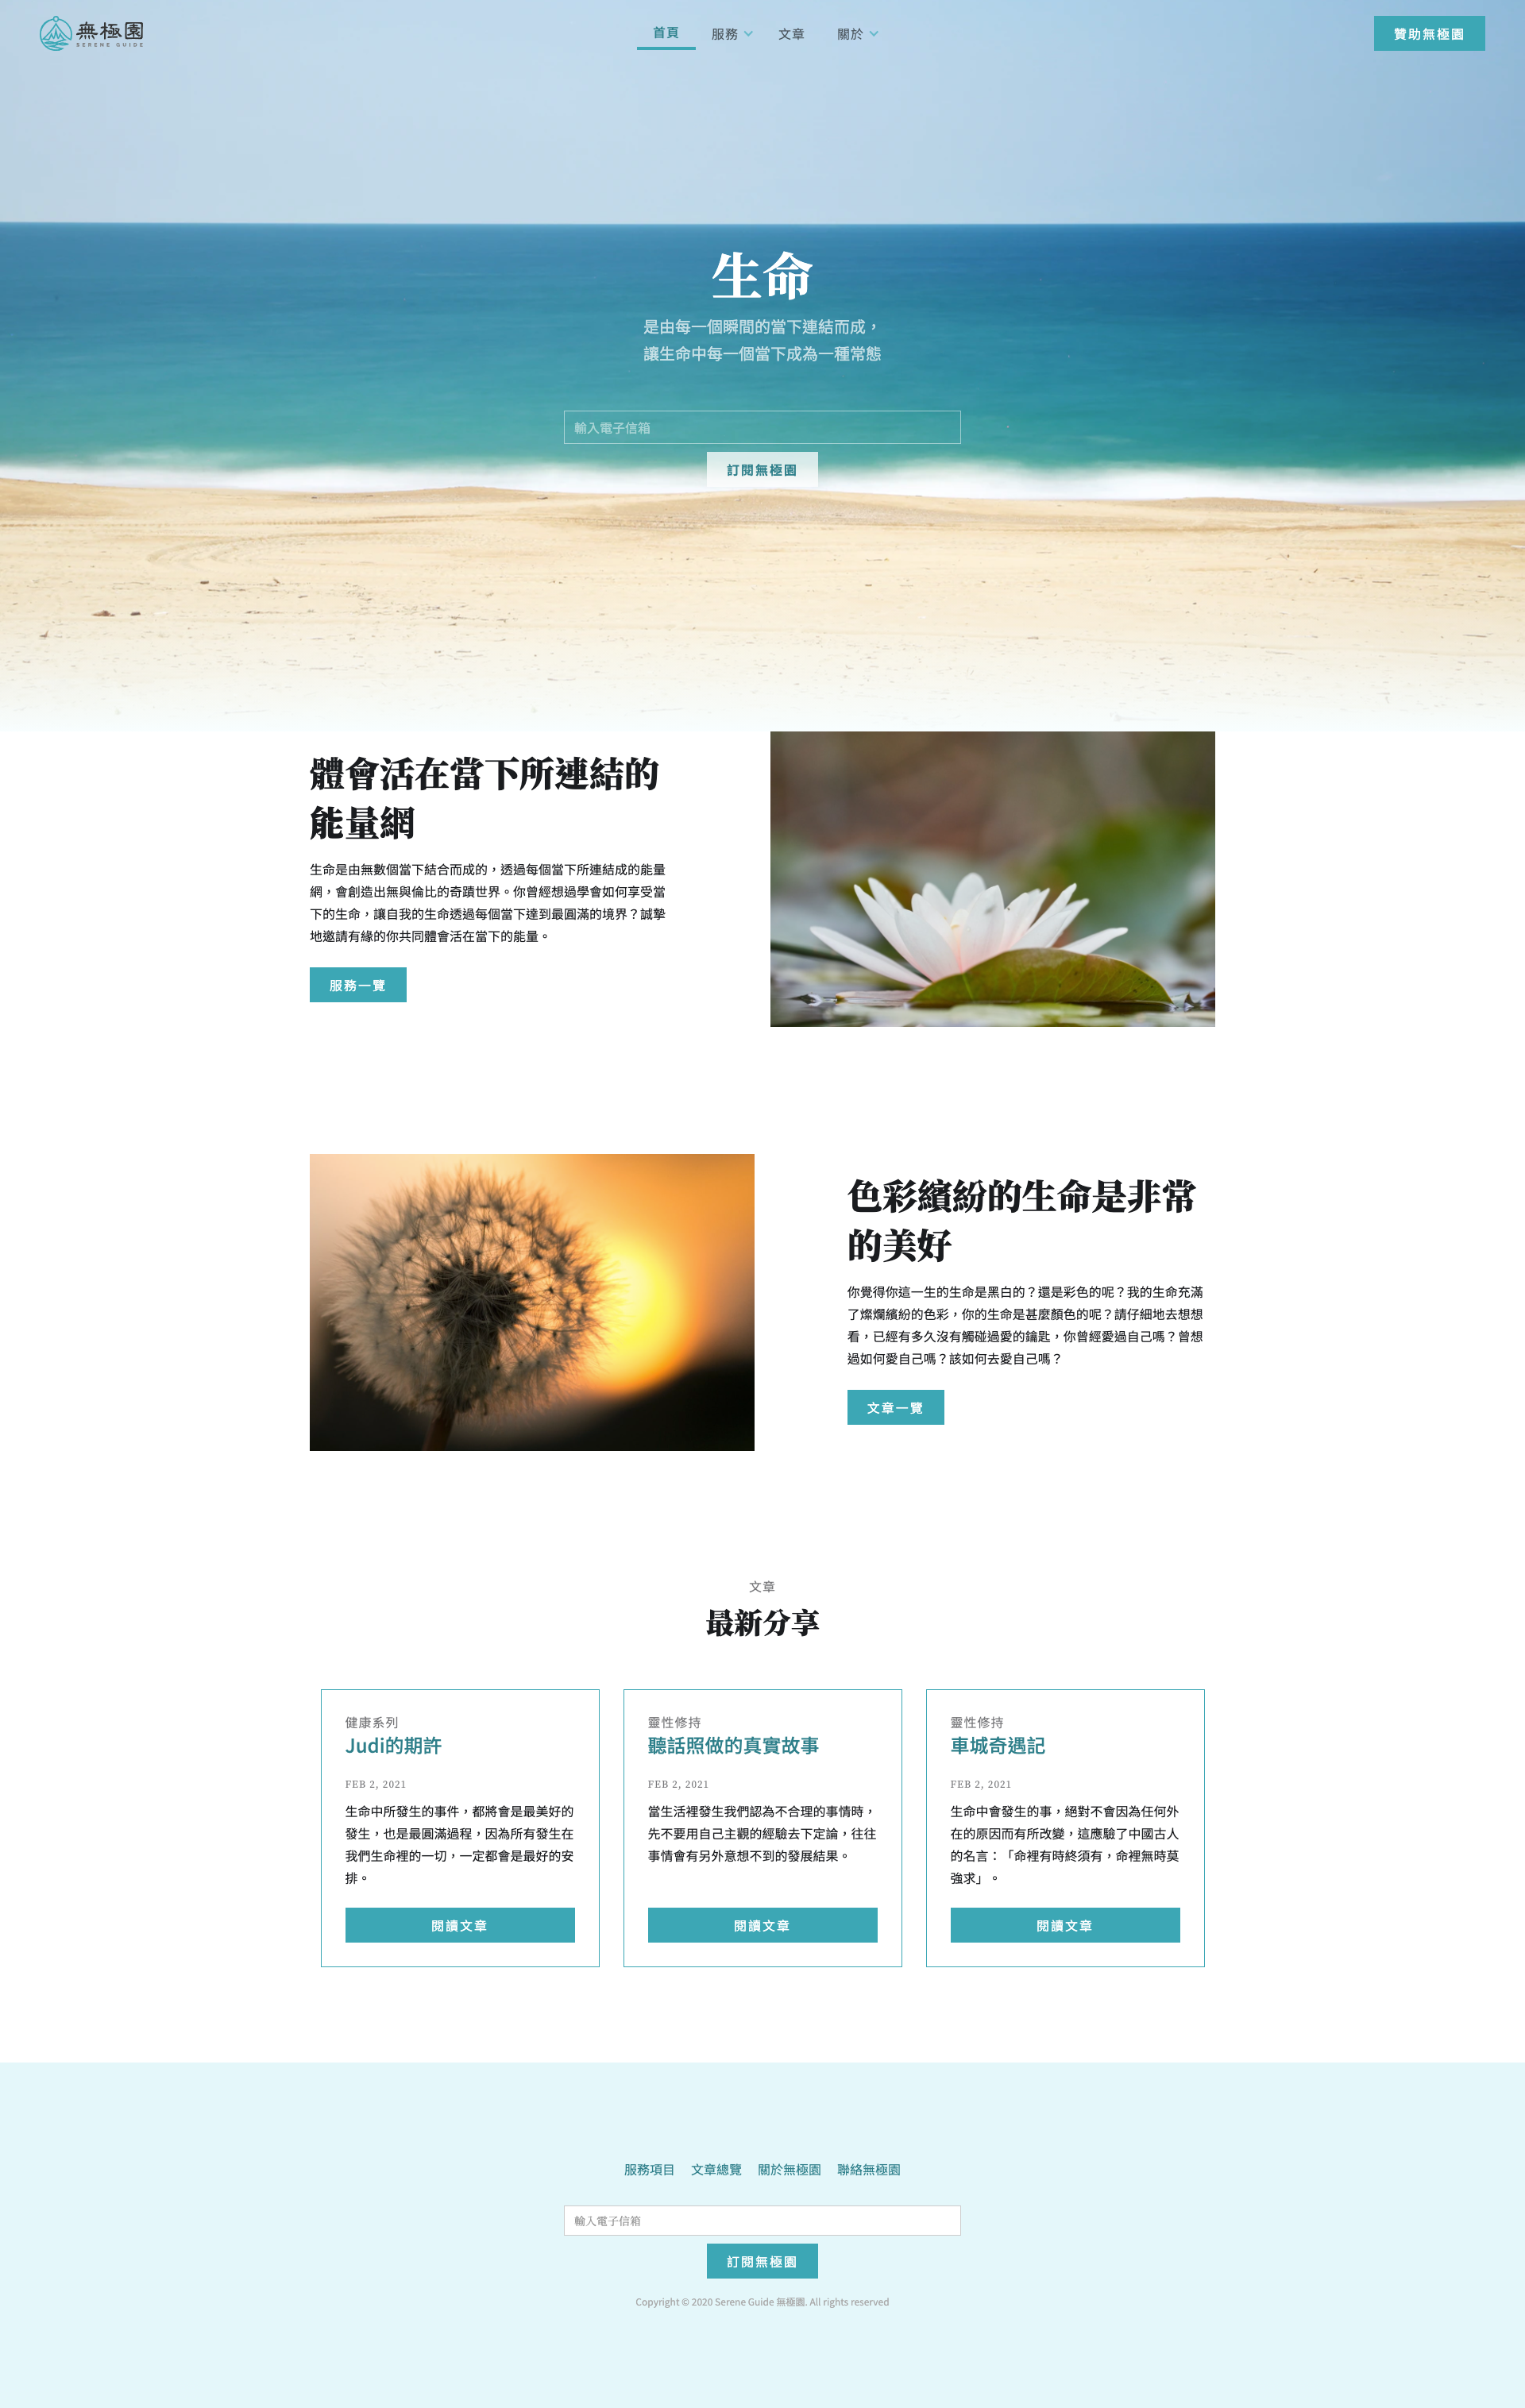 無極園
SERENE GUIDE
首頁
服務
文章
關於
贊助無極園
生命
是由每一個瞬間的當下連結而成，
讓生命中每一個當下成為一種常態
輸入電子信箱
訂閱無極園
體會活在當下所連結的
能量網
生命是由無數個當下結合而成的，透過每個當下所連結成的能量
網，會創造出無與倫比的奇蹟世界。你曾經想過學會如何享受當
下的生命，讓自我的生命透過每個當下達到最圓滿的境界？誠摯
地邀請有緣的你共同體會活在當下的能量。
服務一覽
色彩繽紛的生命是非常
的美好
你覺得你這一生的生命是黑白的？還是彩色的呢？我的生命充滿
了燦爛繽紛的色彩，你的生命是甚麼顏色的呢？請仔細地去想想
看，已經有多久沒有觸碰過愛的鑰匙，你曾經愛過自己嗎？曾想
過如何愛自己嗎？該如何去愛自己嗎？
文章一覽
文章
最新分享
健康系列
Judi的期許
FEB 2, 2021
生命中所發生的事件，都將會是最美好的
發生，也是最圓滿過程，因為所有發生在
我們生命裡的一切，一定都會是最好的安
排。
閱讀文章
靈性修持
聽話照做的真實故事
FEB 2, 2021
當生活裡發生我們認為不合理的事情時，
先不要用自己主觀的經驗去下定論，往往
事情會有另外意想不到的發展結果。
閱讀文章
靈性修持
車城奇遇記
FEB 2, 2021
生命中會發生的事，絕對不會因為任何外
在的原因而有所改變，這應驗了中國古人
的名言：「命裡有時終須有，命裡無時莫
強求」。
閱讀文章
服務項目
文章總覽
關於無極園
聯絡無極園
輸入電子信箱
訂閱無極園
Copyright © 2020 Serene Guide 無極園. All rights reserved